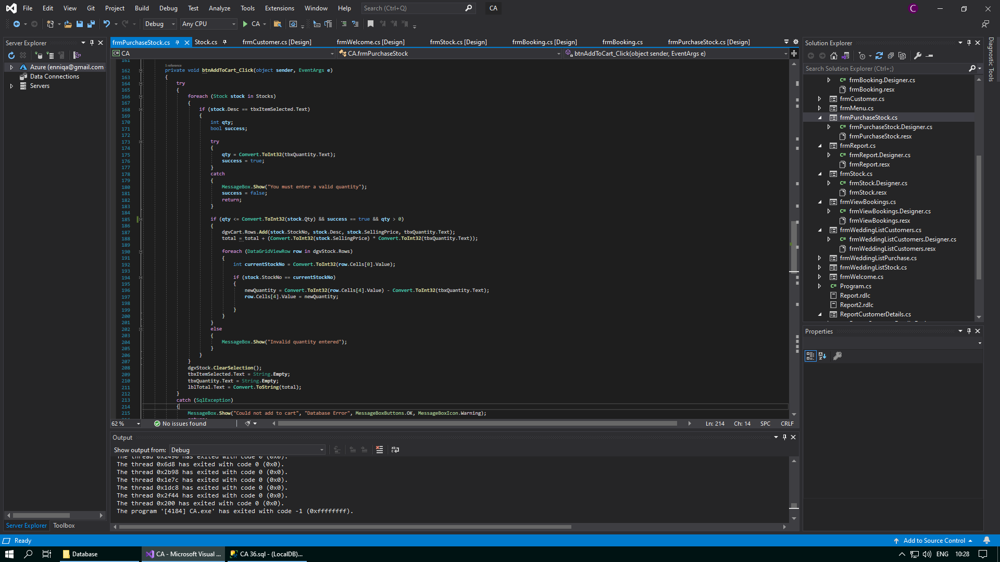 File Edit View Git Project Build Debug Test Analyze Tools Extensions Window Help Search (Ctrl+Q) CA
C
Debug Any CPU CA
Server Explorer
Azure (enniqa@gmail.com
Data Connections
Servers
Server Explorer Toolbox
frmPurchaseStock.cs Stock.cs frmCustomer.cs [Design] frmWelcome.cs [Design] frmStock.cs [Design] frmBooking.cs [Design] frmBooking.cs frmPurchaseStock.cs [Design]
CA CA.frmPurchaseStock btnAddToCart_Click(object sender, EventArgs e)
161
1 reference
162 private void btnAddToCart_Click(object sender, EventArgs e)
163 {
164 try
165 {
166 foreach (Stock stock in Stocks)
167 {
168 if (stock.Desc == tbxItemSelected.Text)
169 {
170 int qty;
171 bool success;
172
173 try
174 {
175 qty = Convert.ToInt32(tbxQuantity.Text);
176 success = true;
177 }
178 catch
179 {
180 MessageBox.Show("You must enter a valid quantity");
181 success = false;
182 return;
183 }
184
185 if (qty <= Convert.ToInt32(stock.Qty) && success == true && qty > 0)
186 {
187 dgvCart.Rows.Add(stock.StockNo, stock.Desc, stock.SellingPrice, tbxQuantity.Text);
188 total = total + (Convert.ToInt32(stock.SellingPrice) * Convert.ToInt32(tbxQuantity.Text));
189
190 foreach (DataGridViewRow row in dgvStock.Rows)
191 {
192 int currentStockNo = Convert.ToInt32(row.Cells[0].Value);
193
194 if (stock.StockNo == currentStockNo)
195 {
196 newQuantity = Convert.ToInt32(row.Cells[4].Value) - Convert.ToInt32(tbxQuantity.Text);
197 row.Cells[4].Value = newQuantity;
198
199 }
200 }
201 }
202 else
203 {
204 MessageBox.Show("Invalid quantity entered");
205 }
206 }
207 }
208 dgvStock.ClearSelection();
209 tbxItemSelected.Text = String.Empty;
210 tbxQuantity.Text = String.Empty;
211 lblTotal.Text = Convert.ToString(total);
212 }
213 catch (SqlException)
214 {
215 MessageBox.Show("Could not add to cart", "Database Error", MessageBoxButtons.OK, MessageBoxIcon.Warning);
62 % No issues found Ln: 214 Ch: 14 SPC CRLF
Output
Show output from: Debug
The thread 0x2490 has exited with code 0 (0x0).
The thread 0x6d8 has exited with code 0 (0x0).
The thread 0x2b98 has exited with code 0 (0x0).
The thread 0x1e7c has exited with code 0 (0x0).
The thread 0x1dc8 has exited with code 0 (0x0).
The thread 0x2f44 has exited with code 0 (0x0).
The thread 0x200 has exited with code 0 (0x0).
The program '[4184] CA.exe' has exited with code -1 (0xffffffff).
Solution Explorer
Search Solution Explorer (Ctrl+;)
frmBooking.Designer.cs
frmBooking.resx
frmCustomer.cs
frmMenu.cs
frmPurchaseStock.cs
frmPurchaseStock.Designer.cs
frmPurchaseStock.resx
frmReport.cs
frmReport.Designer.cs
frmReport.resx
frmStock.cs
frmStock.Designer.cs
frmStock.resx
frmViewBookings.cs
frmViewBookings.Designer.cs
frmViewBookings.resx
frmWeddingListCustomers.cs
frmWeddingListCustomers.Designer.cs
frmWeddingListCustomers.resx
frmWeddingListPurchase.cs
frmWeddingListStock.cs
frmWelcome.cs
Program.cs
Report.rdlc
Report2.rdlc
ReportCustomerDetails.cs
Properties
Diagnostic Tools
Ready Add to Source Control
Database CA - Microsoft Visual ... CA 36.sql - (LocalDB)... ENG 10:28